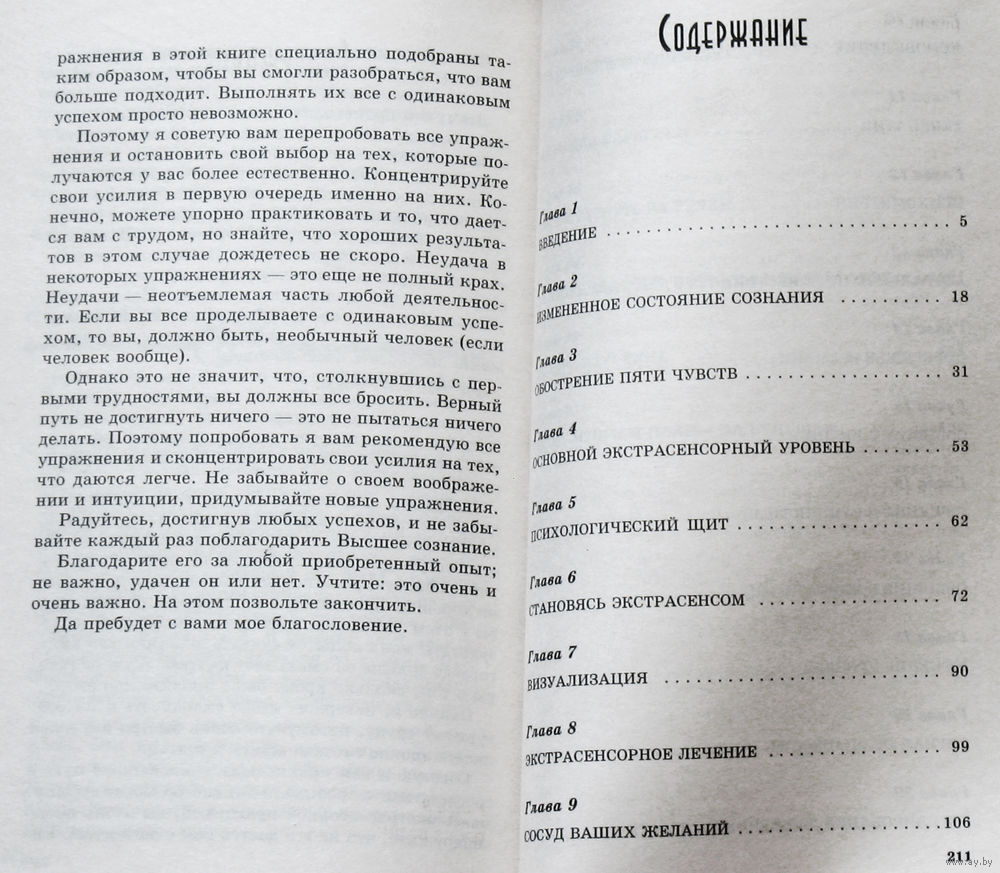 ражнения в этой книге специально подобраны та-
ким образом, чтобы вы смогли разобраться, что вам
больше подходит. Выполнять их все с одинаковым
успехом просто невозможно.
Поэтому я советую вам перепробовать все упраж-
нения и остановить свой выбор на тех, которые по-
лучаются у вас более естественно. Концентрируйте
свои усилия в первую очередь именно на них. Ко-
нечно, можете упорно практиковать и то, что дает-
ся вам с трудом, но знайте, что хороших результа-
тов в этом случае дождетесь не скоро. Неудача в
некоторых упражнениях — это еще не полный крах.
Неудачи — неотъемлемая часть любой деятельнос-
ти. Если вы все проделываете с одинаковым успе-
хом, то вы, должно быть, необычный человек (если
человек вообще).
Однако это не значит, что, столкнувшись с пер-
выми трудностями, вы должны все бросить. Верный
путь не достигнуть ничего — это не пытаться ничего
делать. Поэтому попробовать я вам рекомендую все
упражнения и сконцентрировать свои усилия на тех,
что даются легче. Не забывайте о своем воображе-
нии и интуиции, придумывайте новые упражнения.
Радуйтесь, достигнув любых успехов, и не забы-
вайте каждый раз поблагодарить Высшее сознание.
Благодарите его за любой приобретенный опыт;
не важно, удачен он или нет. Учтите: это очень и
очень важно. На этом позвольте закончить.
Да пребудет с вами мое благословение.
Содержание
Глава 1
ВВЕДЕНИЕ . . . . . . . . . . . . . . . . . . . . 5
Глава 2
ИЗМЕНЕННОЕ СОСТОЯНИЕ СОЗНАНИЯ . . . . . . . . . 18
Глава 3
ОБОСТРЕНИЕ ПЯТИ ЧУВСТВ . . . . . . . . . . . . . . . 31
Глава 4
ОСНОВНОЙ ЭКСТРАСЕНСОРНЫЙ УРОВЕНЬ . . . . . . . 53
Глава 5
ПСИХОЛОГИЧЕСКИЙ ЩИТ . . . . . . . . . . . . . . . . 62
Глава 6
СТАНОВЯСЬ ЭКСТРАСЕНСОМ . . . . . . . . . . . . . . 72
Глава 7
ВИЗУАЛИЗАЦИЯ . . . . . . . . . . . . . . . . . . . . 90
Глава 8
ЭКСТРАСЕНСОРНОЕ ЛЕЧЕНИЕ . . . . . . . . . . . . . 99
Глава 9
СОСУД ВАШИХ ЖЕЛАНИЙ . . . . . . . . . . . . . . . . 106
211
www.ay.by